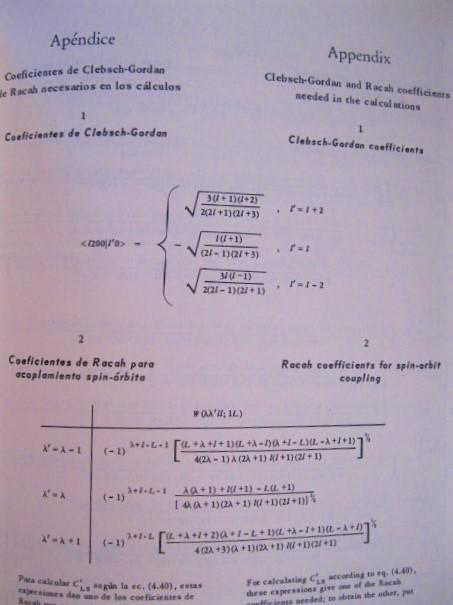 Apéndice
Coeficientes de Clebsch-Gordan
de Racah necesarios en los cálculos
1
Coeficientes de Clebsch-Gordan
Appendix
Clebsch-Gordan and Racah coefficients
needed in the calculations
1
Clebsch-Gordan coefficients
<l200|l'0> = { √(3(l+1)(l+2) / 2(2l+1)(2l+3)) , l' = l + 2
− √(l(l+1) / (2l−1)(2l+3)) , l' = l
√(3l(l−1) / 2(2l−1)(2l+1)) , l' = l − 2
2
Coeficientes de Racah para
acoplamiento spin-órbita
2
Racah coefficients for spin-orbit
coupling
W(λλ'll; 1L)
λ' = λ − 1 (−1)^(λ+l−L−1) [(L+λ+l+1)(L+λ−l)(λ+l−L)(L−λ+l+1) / 4(2λ−1)λ(2λ+1)l(l+1)(2l+1)]^½
λ' = λ (−1)^(λ+l−L−1) λ(λ+1)+l(l+1)−L(L+1) / [4λ(λ+1)(2λ+1)l(l+1)(2l+1)]^½
λ' = λ + 1 (−1)^(λ+l−L) [(L+λ+l+2)(λ+l−L+1)(L+λ−l+1)(L−λ+l) / 4(2λ+3)(λ+1)(2λ+1)l(l+1)(2l+1)]^½
Para calcular C'LS según la ec. (4.40), estas
expresiones dan uno de los coeficientes de
For calculating C'LS according to eq. (4.40),
these expressions give one of the Racah
coefficients needed; to obtain the other, put